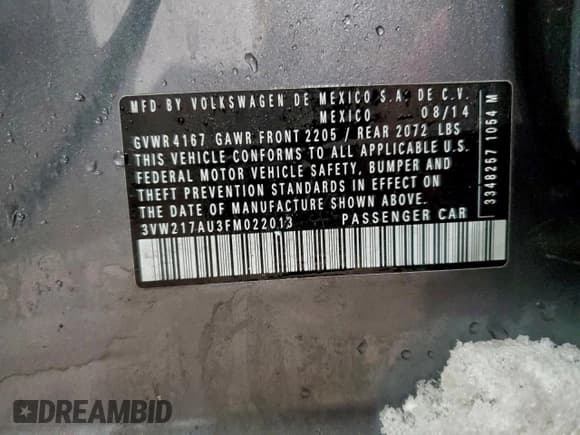 MFD BY VOLKSWAGEN DE MEXICO S.A. DE C.V.
MEXICO 08/14
GVWR 4167 GAWR FRONT 2205 / REAR 2072 LBS
THIS VEHICLE CONFORMS TO ALL APPLICABLE U.S.
FEDERAL MOTOR VEHICLE SAFETY, BUMPER AND
THEFT PREVENTION STANDARDS IN EFFECT ON
THE DATE OF MANUFACTURE SHOWN ABOVE.
3VW217AU3FM022013 PASSENGER CAR
3348257 1054 M
DREAMBID